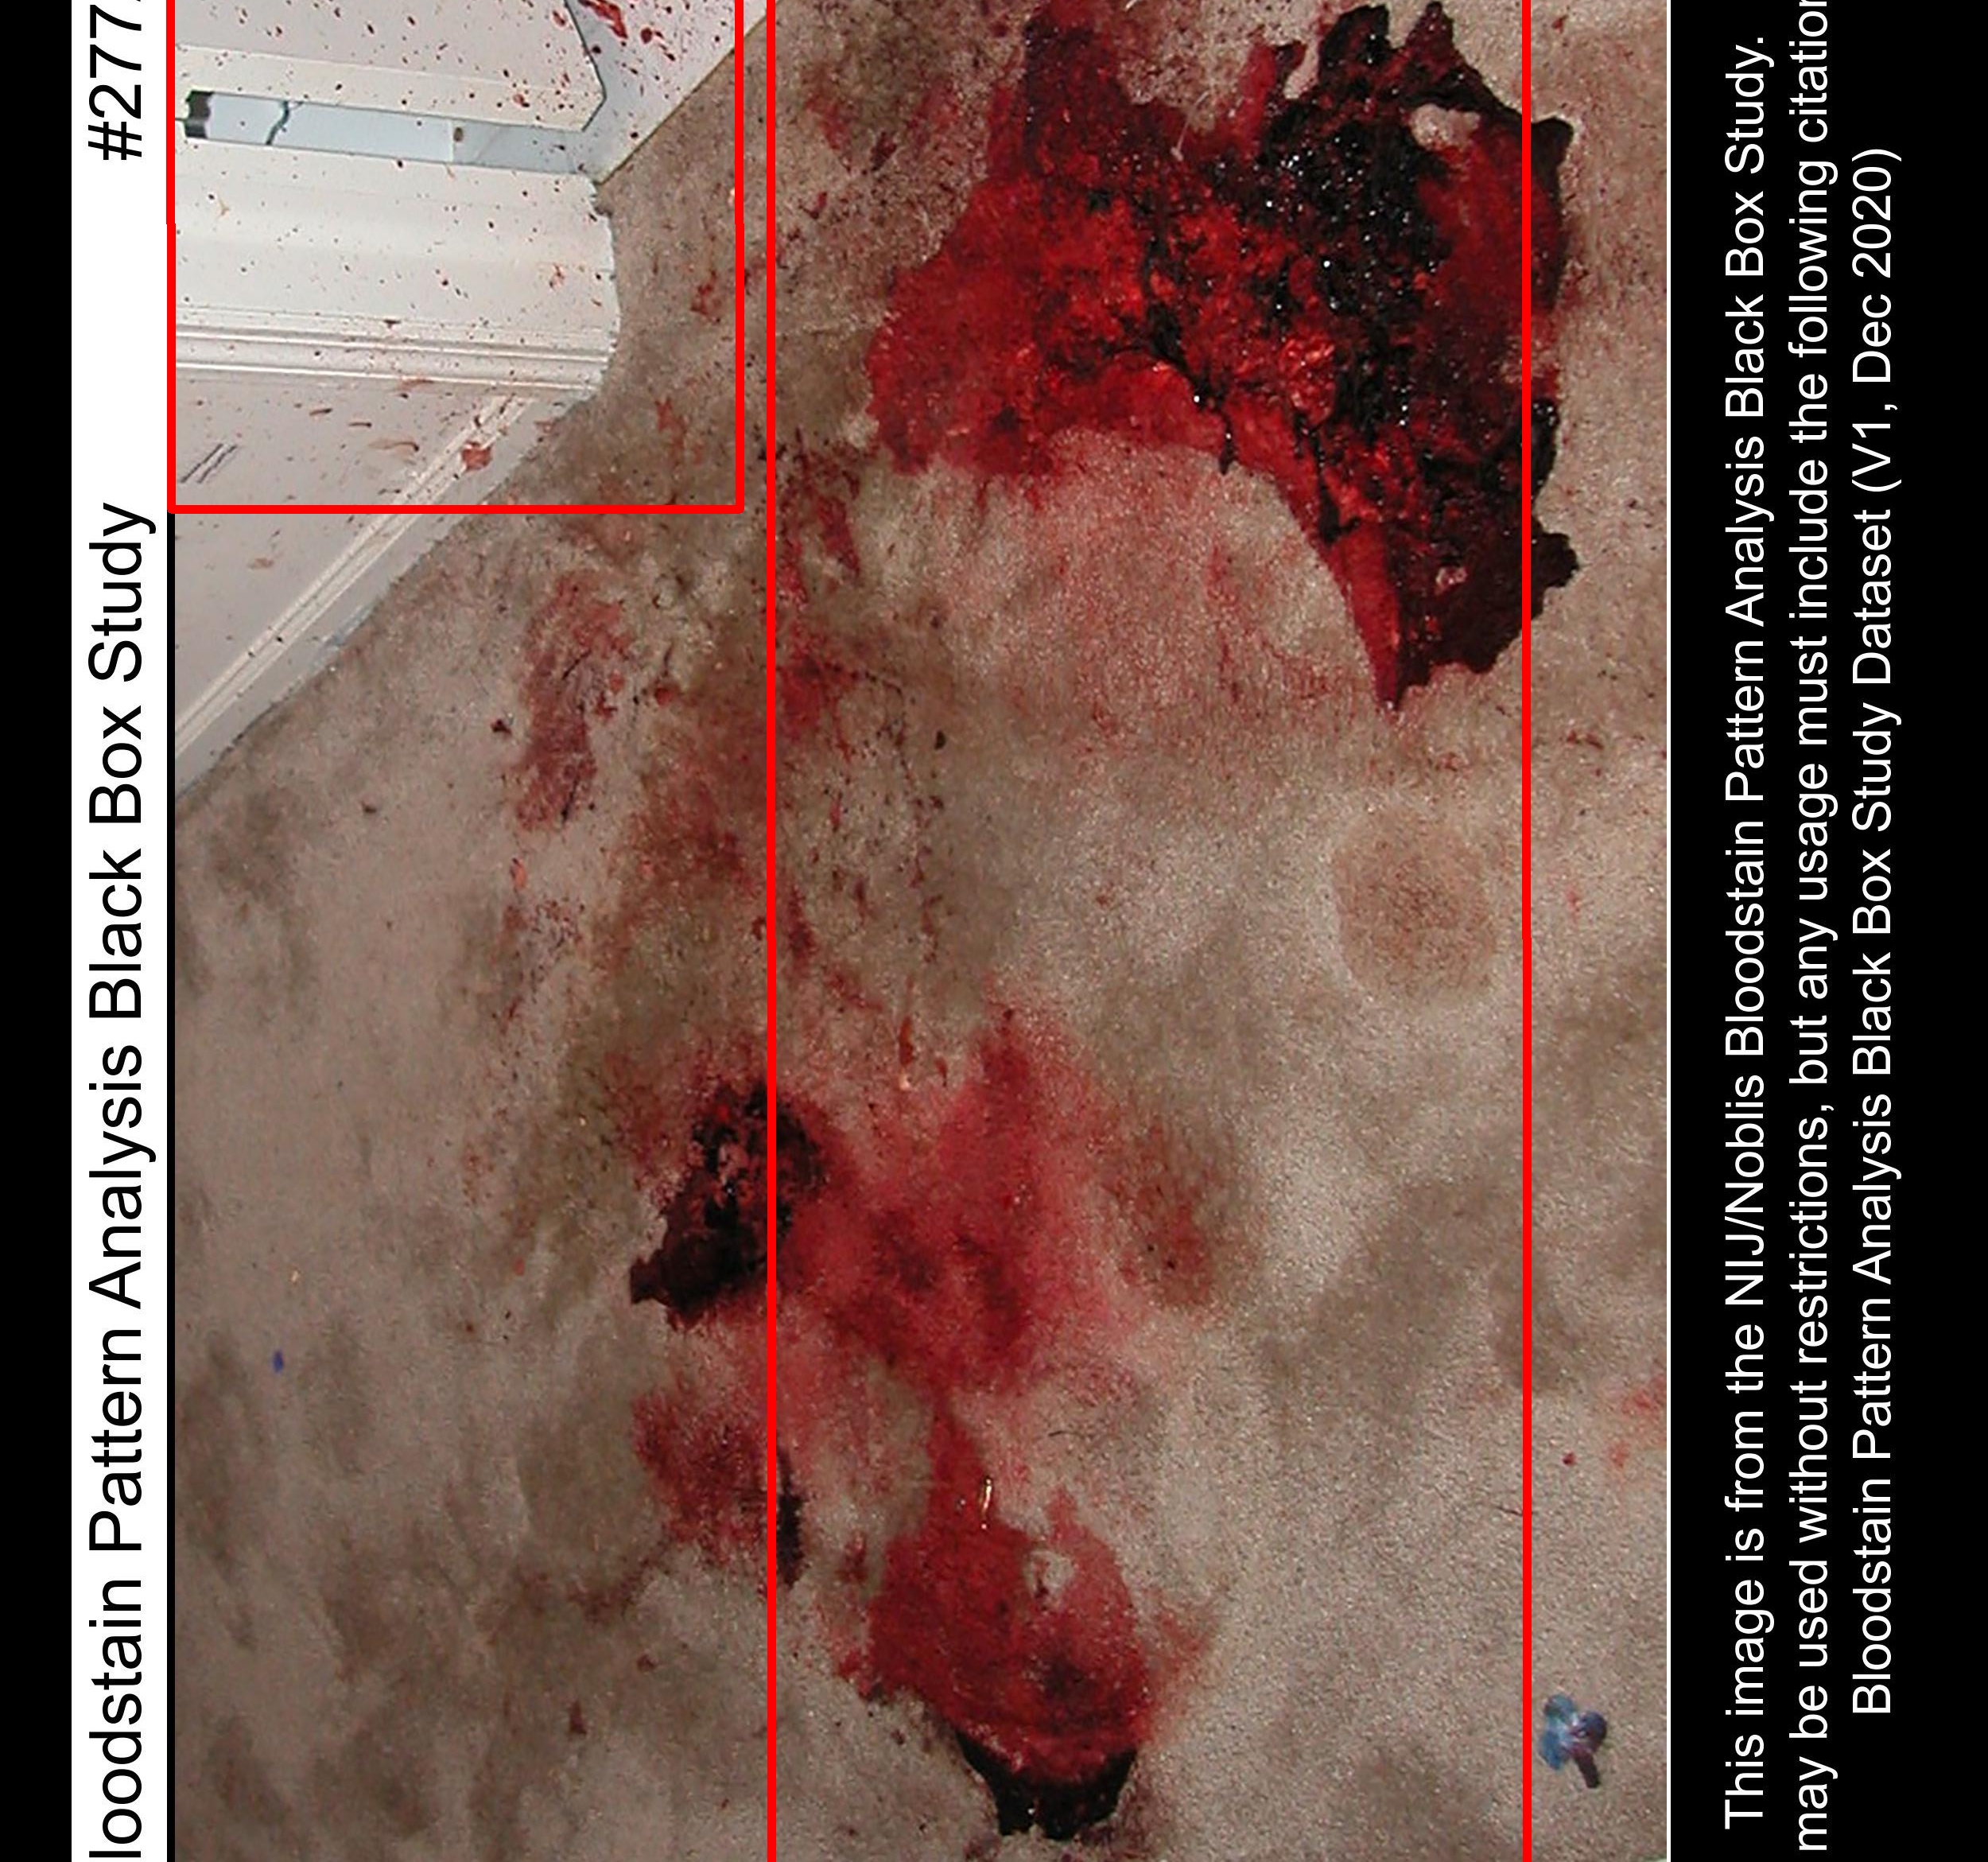 loodstain Pattern Analysis Black Box Study #277
This image is from the NIJ/Noblis Bloodstain Pattern Analysis Black Box Study.
may be used without restrictions, but any usage must include the following citation
Bloodstain Pattern Analysis Black Box Study Dataset (V1, Dec 2020)